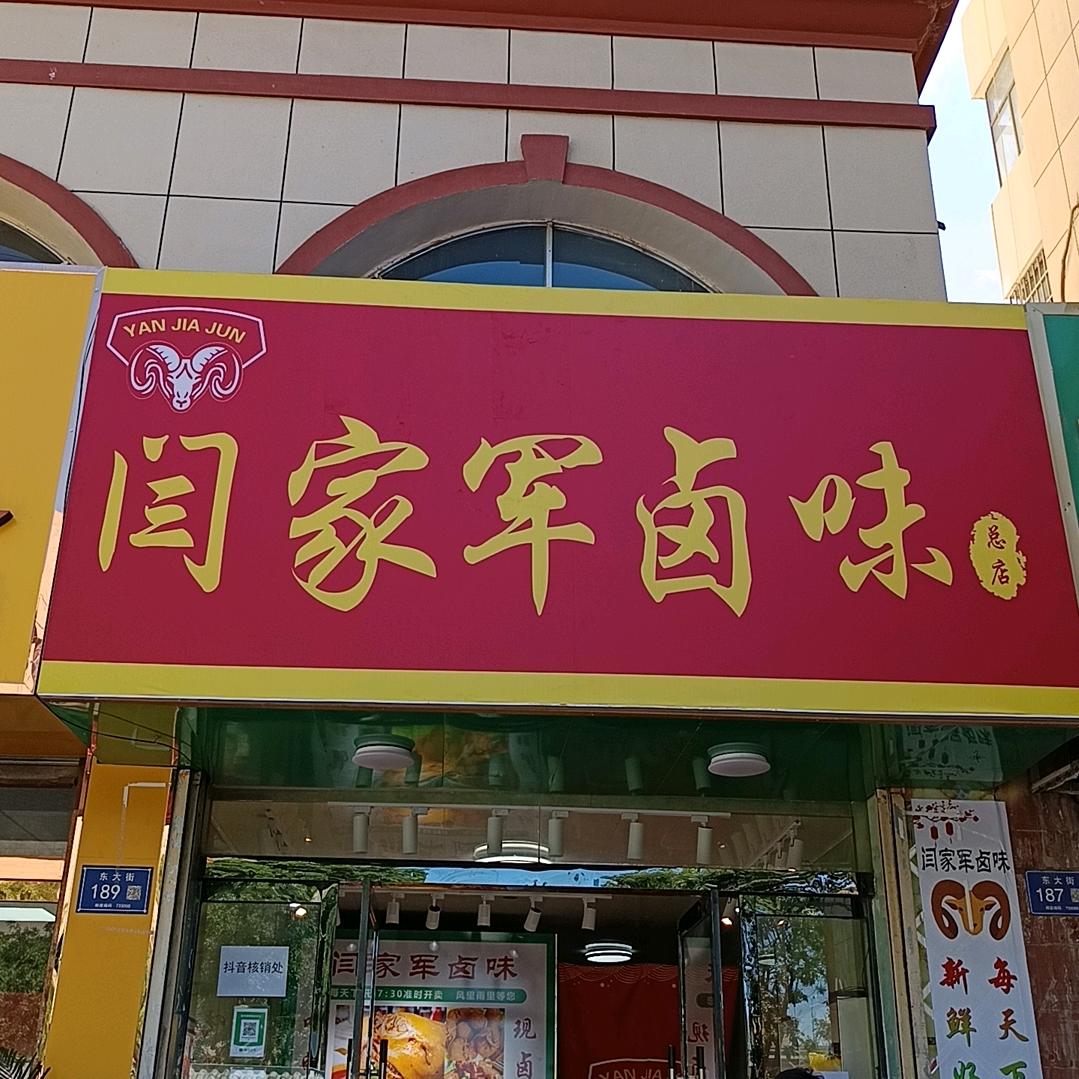 YAN JIA JUN
闫家军卤味
总店
东大街
189
东大街
187
抖音核销处
闫家军卤味
7:30准时开卖 风里雨里等您
现
卤
现
闫家军卤味
每天
新鲜